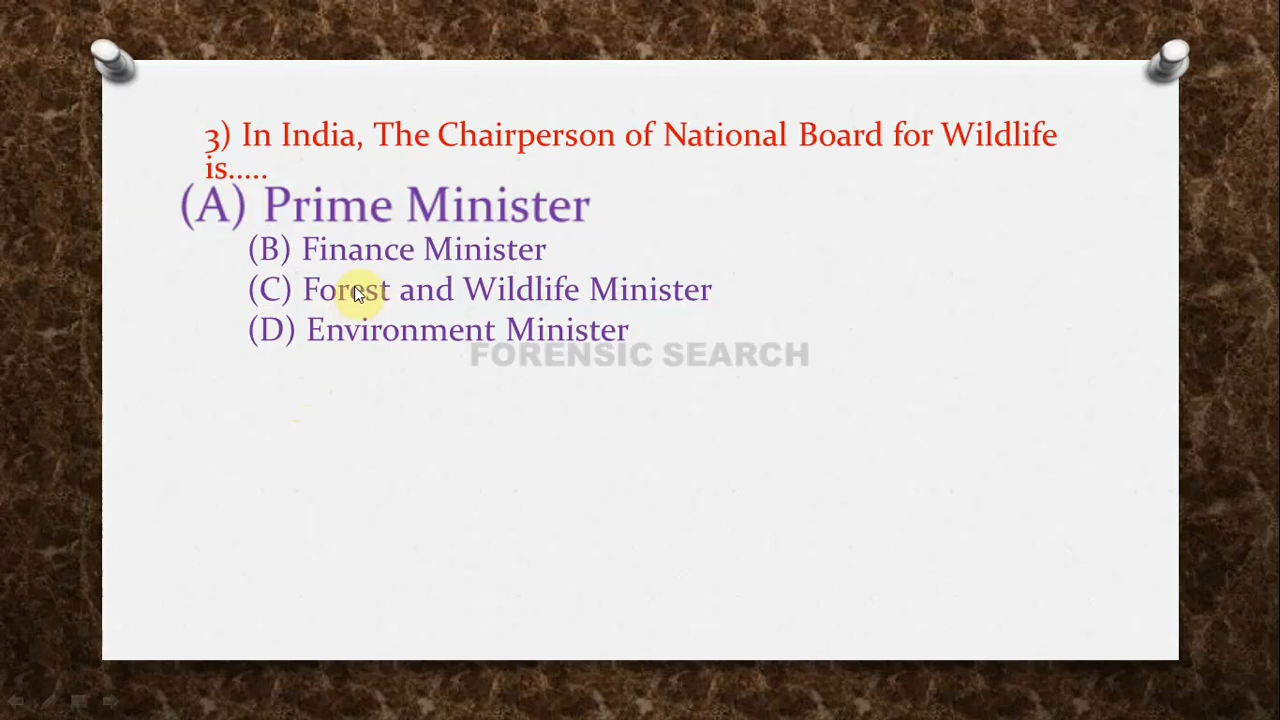 3) In India, The Chairperson of National Board for Wildlife
is.....
(A) Prime Minister
(B) Finance Minister
(C) Forest and Wildlife Minister
(D) Environment Minister
FORENSIC SEARCH